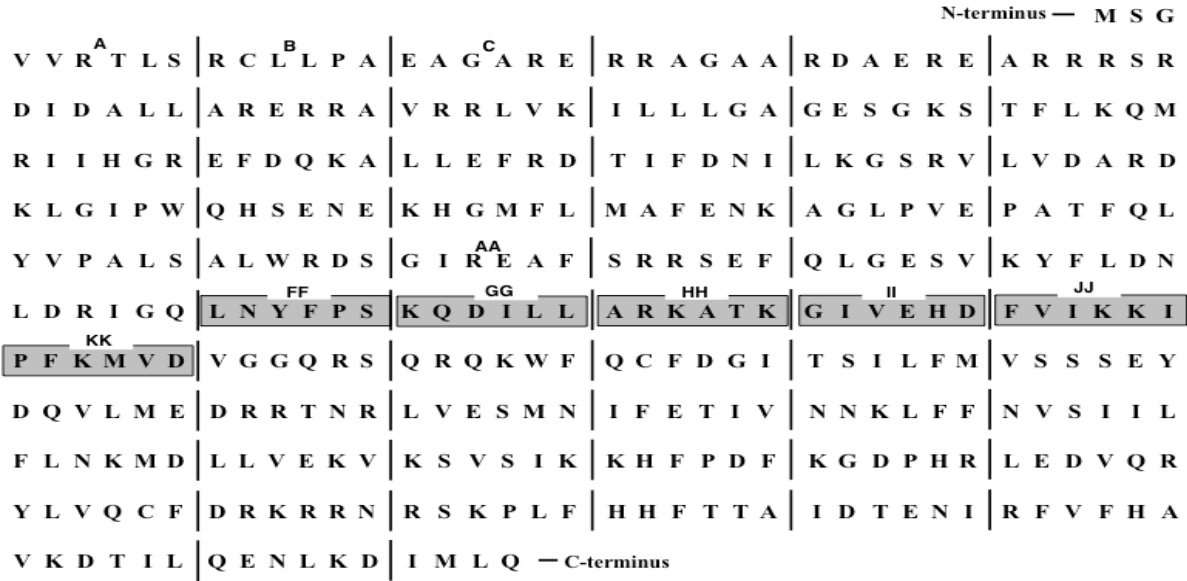 N-terminus — M S G
A B C
V V R T L S | R C L L P A | E A G A R E | R R A G A A | R D A E R E | A R R R S R
D I D A L L | A R E R R A | V R R L V K | I L L L G A | G E S G K S | T F L K Q M
R I I H G R | E F D Q K A | L L E F R D | T I F D N I | L K G S R V | L V D A R D
K L G I P W | Q H S E N E | K H G M F L | M A F E N K | A G L P V E | P A T F Q L
AA
Y V P A L S | A L W R D S | G I R E A F | S R R S E F | Q L G E S V | K Y F L D N
FF GG HH II JJ
L D R I G Q | L N Y F P S | K Q D I L L | A R K A T K | G I V E H D | F V I K K I
KK
P F K M V D | V G G Q R S | Q R Q K W F | Q C F D G I | T S I L F M | V S S S E Y
D Q V L M E | D R R T N R | L V E S M N | I F E T I V | N N K L F F | N V S I I L
F L N K M D | L L V E K V | K S V S I K | K H F P D F | K G D P H R | L E D V Q R
Y L V Q C F | D R K R R N | R S K P L F | H H F T T A | I D T E N I | R F V F H A
V K D T I L | Q E N L K D | I M L Q — C-terminus